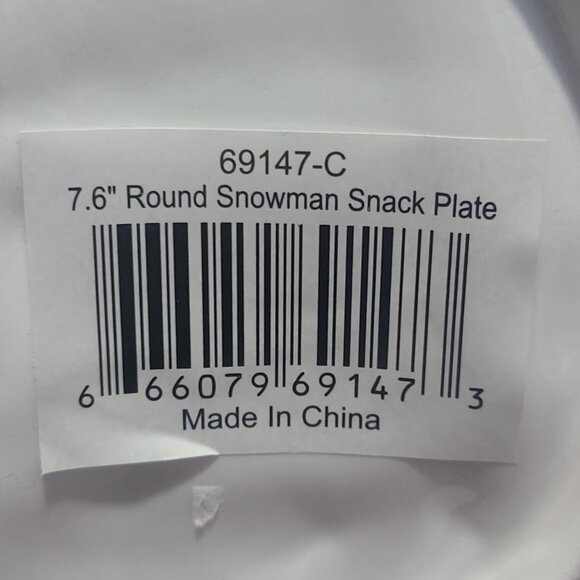 69147-C
7.6" Round Snowman Snack Plate
6 66079 69147 3
Made In China